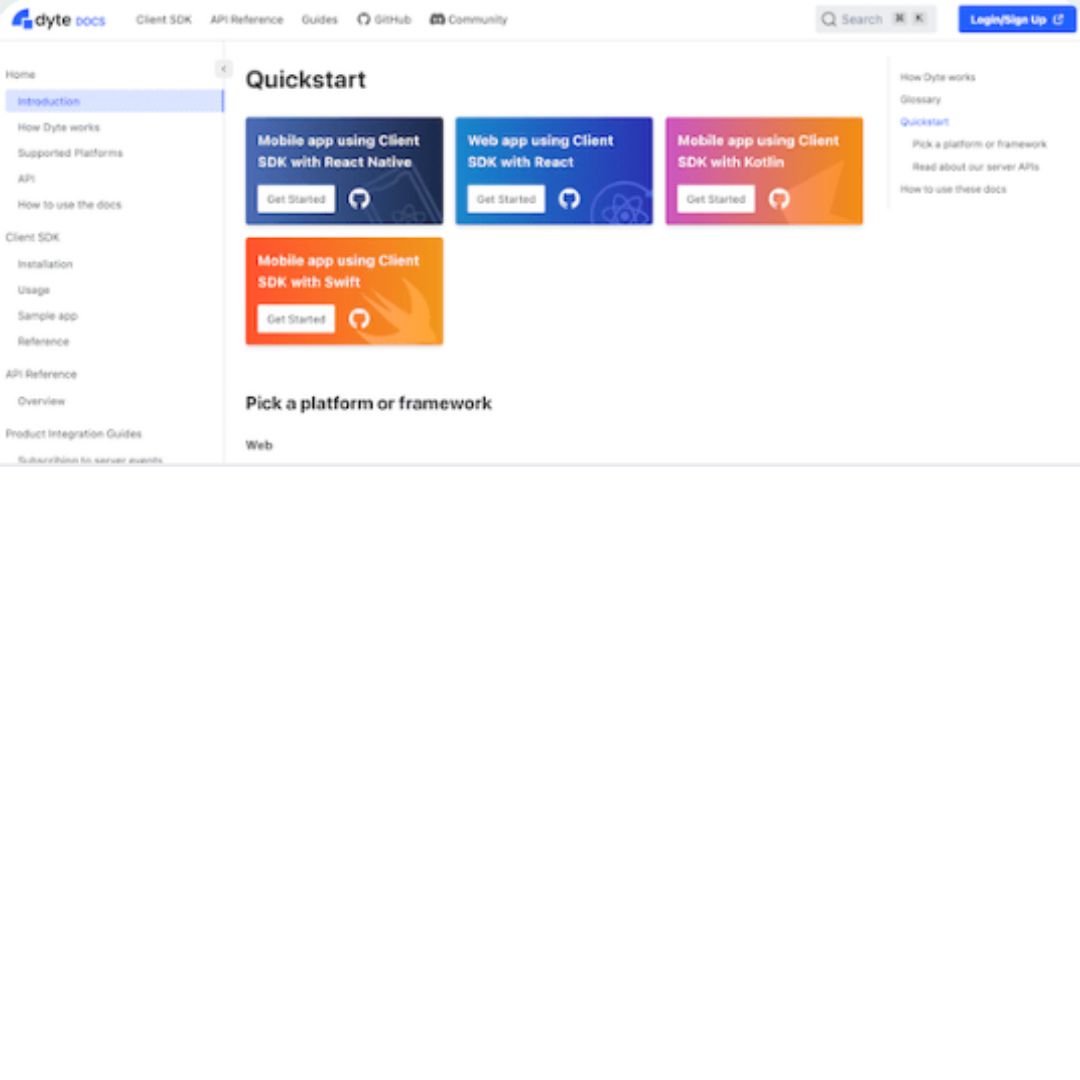 dyte DOCS Client SDK API Reference Guides GitHub Community Search ⌘ K Login/Sign Up
Home
Introduction
How Dyte works
Supported Platforms
API
How to use the docs
Client SDK
Installation
Usage
Sample app
Reference
API Reference
Overview
Product Integration Guides
Subscribing to server events
Quickstart
Mobile app using Client
SDK with React Native
Get Started
Web app using Client
SDK with React
Get Started
Mobile app using Client
SDK with Kotlin
Get Started
Mobile app using Client
SDK with Swift
Get Started
Pick a platform or framework
Web
How Dyte works
Glossary
Quickstart
Pick a platform or framework
Read about our server APIs
How to use these docs